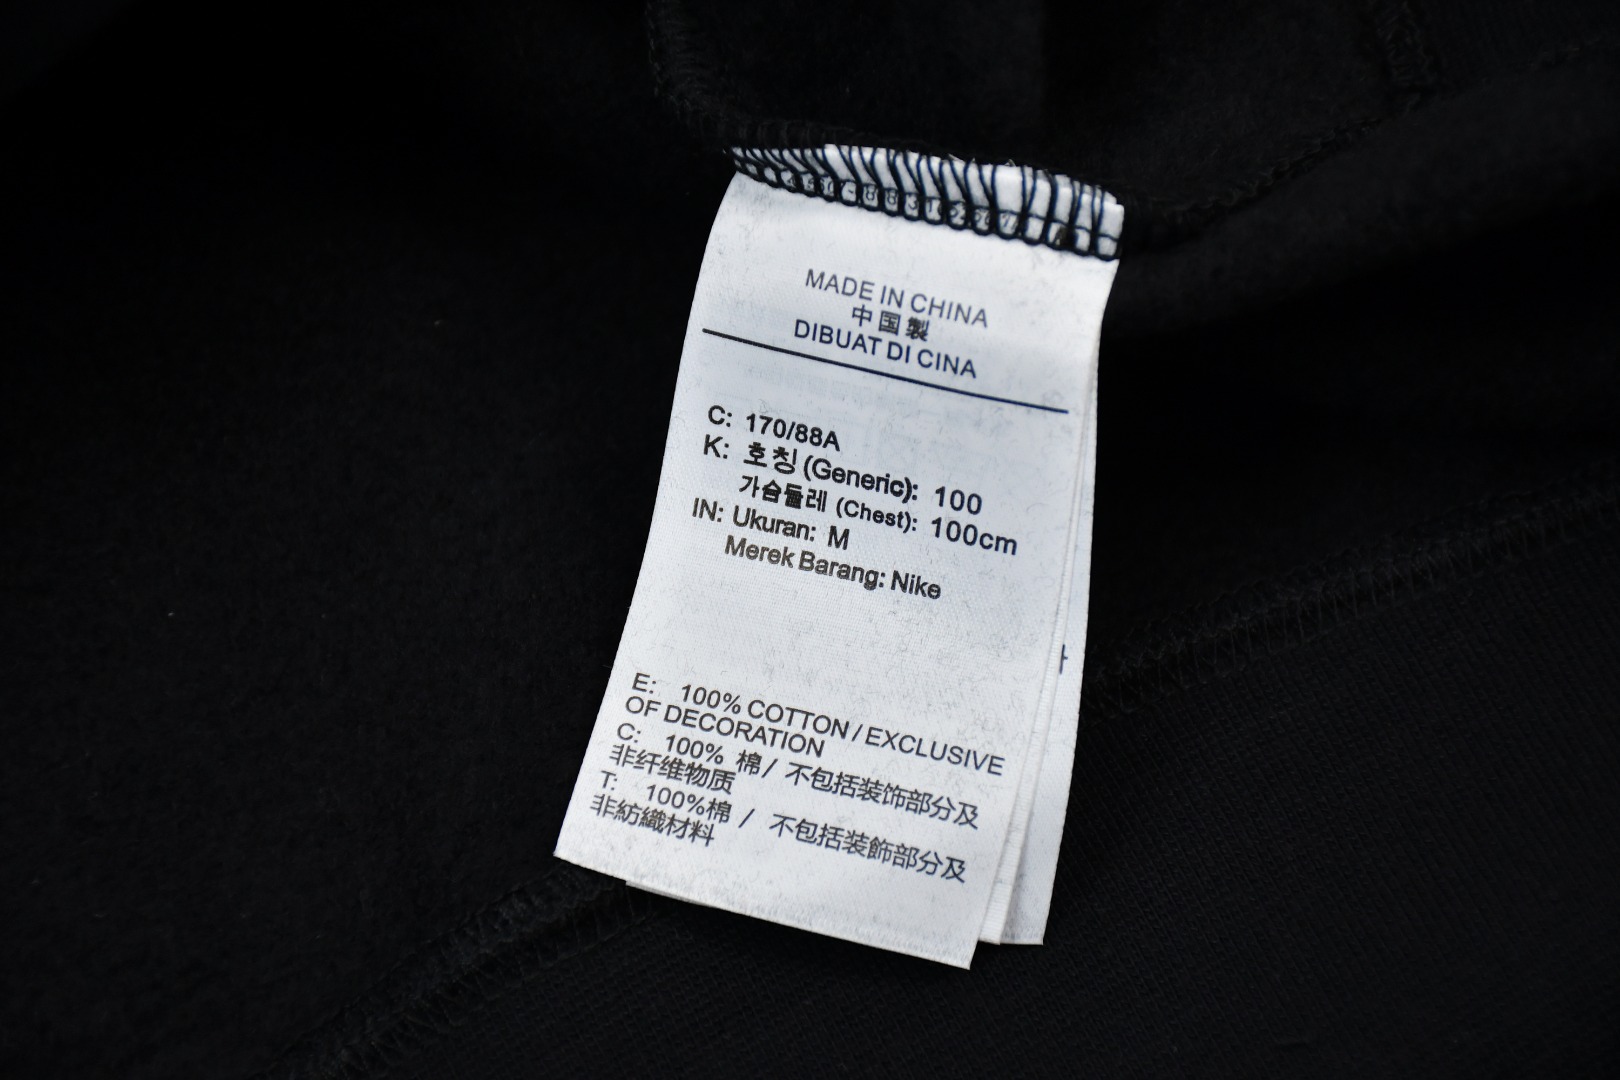 MADE IN CHINA
中国製
DIBUAT DI CINA
C: 170/88A
K: 호칭 (Generic): 100
가슴둘레 (Chest): 100cm
IN: Ukuran: M
Merek Barang: Nike
E: 100% COTTON / EXCLUSIVE
OF DECORATION
C: 100% 棉 / 不包括装饰部分及
非纤维物质
T: 100%棉 / 不包括装飾部分及
非紡織材料